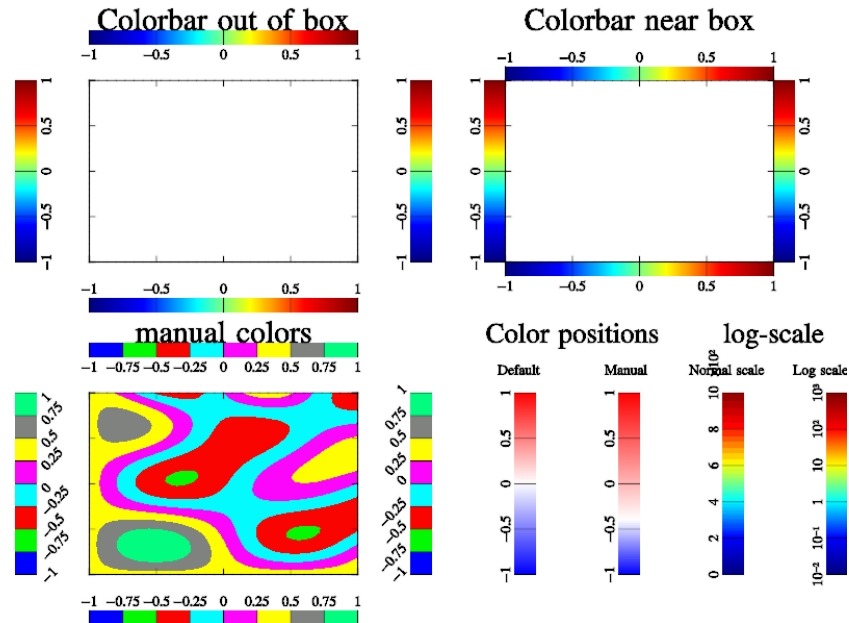 Colorbar out of box
−1 −0.5 0 0.5 1
−1 −0.5 0 0.5 1
−1 −0.5 0 0.5 1
−1 −0.5 0 0.5 1
Colorbar near box
−1 −0.5 0 0.5 1
−1 −0.5 0 0.5 1
−1 −0.5 0 0.5 1
−1 −0.5 0 0.5 1
manual colors
−1 −0.75 −0.5 −0.25 0 0.25 0.5 0.75 1
−1 −0.75 −0.5 −0.25 0 0.25 0.5 0.75 1
−1 −0.75 −0.5 −0.25 0 0.25 0.5 0.75 1
−1 −0.75 −0.5 −0.25 0 0.25 0.5 0.75 1
Color positions
Default
−1 −0.5 0 0.5 1
Manual
−1 −0.5 0 0.5 1
log-scale
Normal scale
0 2 4 6 8 10
Log scale
10⁻² 10⁻¹ 1 10¹ 10² 10³